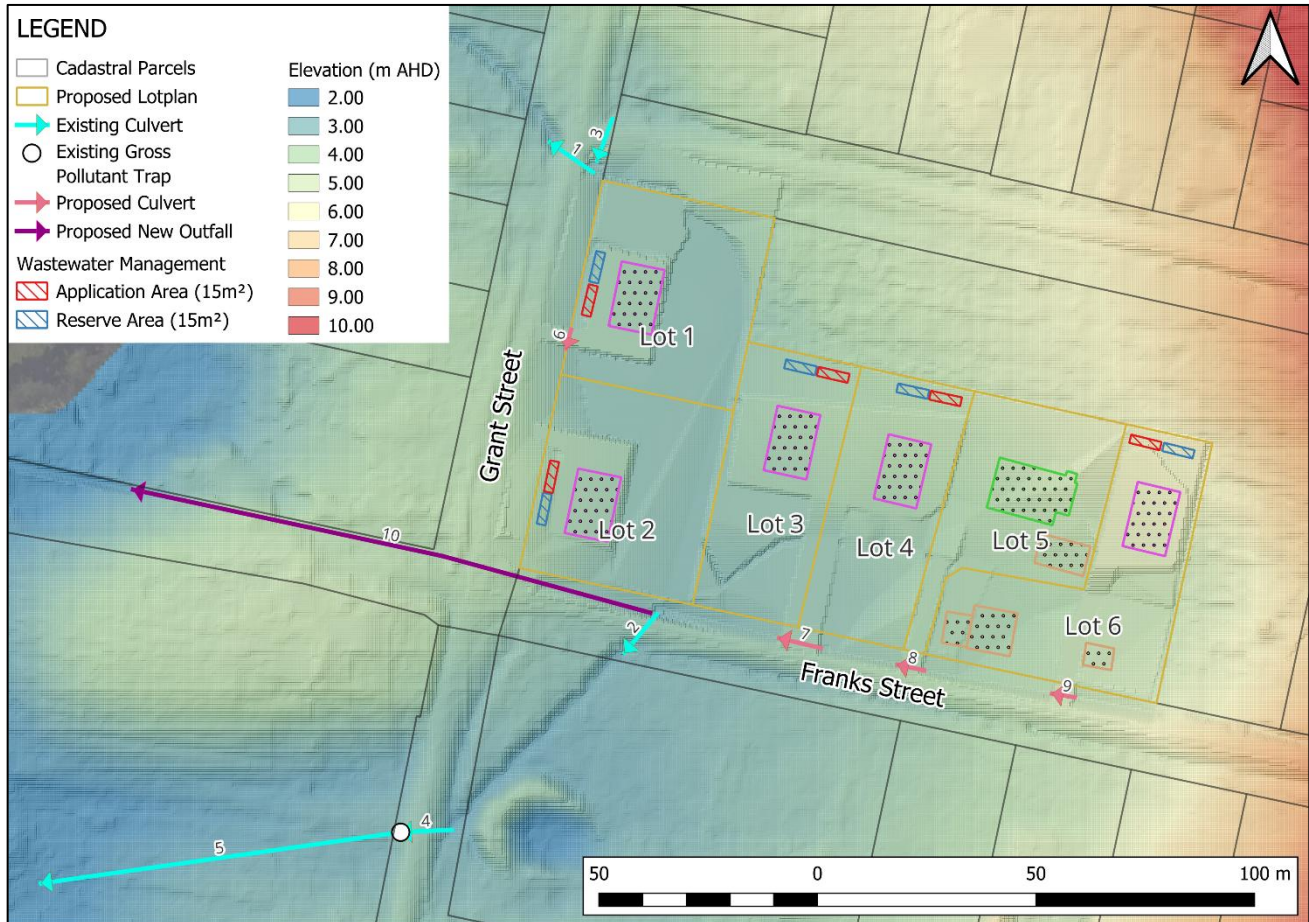 LEGEND
Cadastral Parcels
Proposed Lotplan
Existing Culvert
Existing Gross
Pollutant Trap
Proposed Culvert
Proposed New Outfall
Wastewater Management
Application Area (15m²)
Reserve Area (15m²)
Elevation (m AHD)
2.00
3.00
4.00
5.00
6.00
7.00
8.00
9.00
10.00
3
1
6
Lot 1
Grant Street
Lot 2
Lot 3
Lot 4
Lot 5
Lot 6
10
2
7
8
9
Franks Street
4
5
50 0 50 100 m